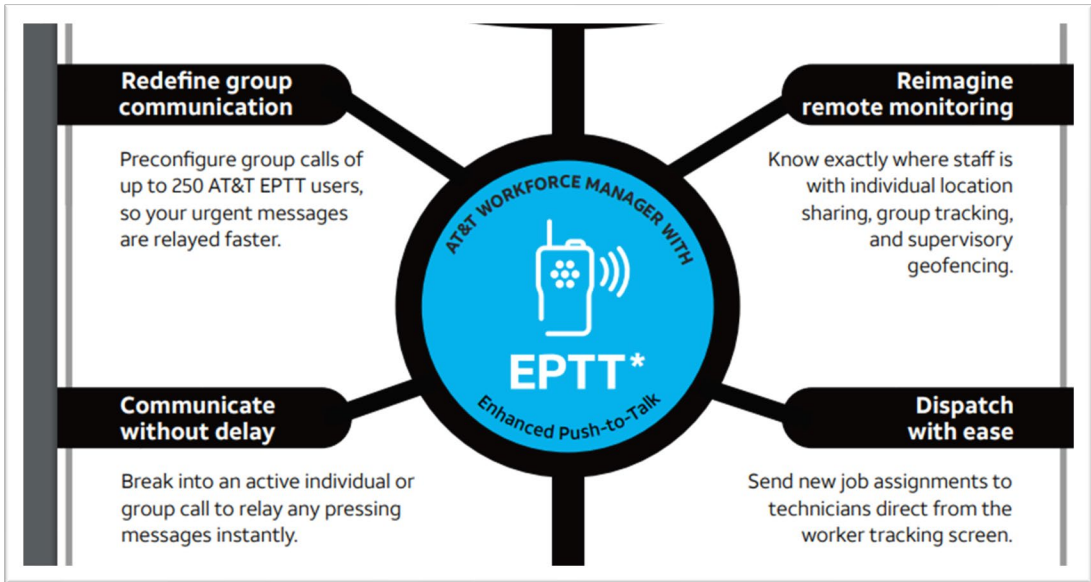 Redefine group
communication
Preconfigure group calls of
up to 250 AT&T EPTT users,
so your urgent messages
are relayed faster.
Reimagine
remote monitoring
Know exactly where staff is
with individual location
sharing, group tracking,
and supervisory
geofencing.
AT&T WORKFORCE MANAGER WITH
EPTT*
Enhanced Push-to-Talk
Communicate
without delay
Break into an active individual or
group call to relay any pressing
messages instantly.
Dispatch
with ease
Send new job assignments to
technicians direct from the
worker tracking screen.